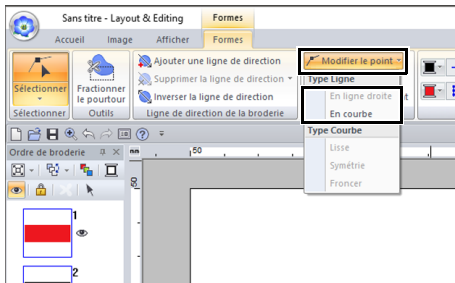 Sans titre - Layout & Editing
Formes
Accueil
Image
Afficher
Formes
Sélectionner
Fractionner
le pourtour
Ajouter une ligne de direction
Supprimer la ligne de direction
Inverser la ligne de direction
Modifier le point
Type Ligne
En ligne droite
En courbe
Type Courbe
Lisse
Symétrie
Froncer
Sélectionner
Outils
Ligne de direction de la broderie
Ordre de broderie
mm
50
50
1
2